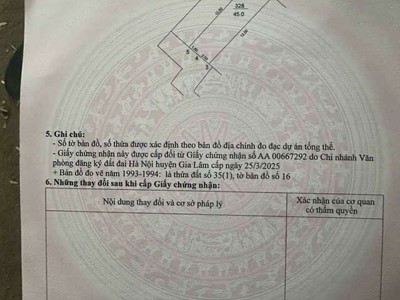 328
45.0
5. Ghi chú:
- Số tờ bản đồ, số thửa được xác định theo bản đồ địa chính đo đạc dự án tổng thể.
- Giấy chứng nhận này được cấp đổi từ Giấy chứng nhận số AA 00667292 do Chi nhánh Văn
phòng đăng ký đất đai Hà Nội huyện Gia Lâm cấp ngày 25/3/2025
+ Bản đồ đo vẽ năm 1993-1994: là thửa đất số 35(1), tờ bản đồ số 16
6. Những thay đổi sau khi cấp Giấy chứng nhận:
Nội dung thay đổi và cơ sở pháp lý
Xác nhận của cơ quan
có thẩm quyền